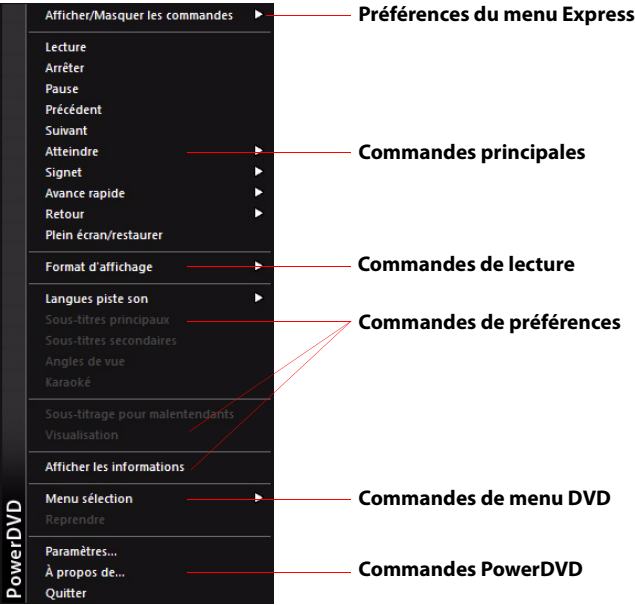 Afficher/Masquer les commandes
Préférences du menu Express
Lecture
Arrêter
Pause
Précédent
Suivant
Atteindre
Commandes principales
Signet
Avance rapide
Retour
Plein écran/restaurer
Format d'affichage
Commandes de lecture
Langues piste son
Sous-titres principaux
Commandes de préférences
Sous-titres secondaires
Angles de vue
Karaoké
Sous-titrage pour malentendants
Visualisation
Afficher les informations
Menu sélection
Commandes de menu DVD
Reprendre
Paramètres...
À propos de...
Commandes PowerDVD
Quitter
PowerDVD